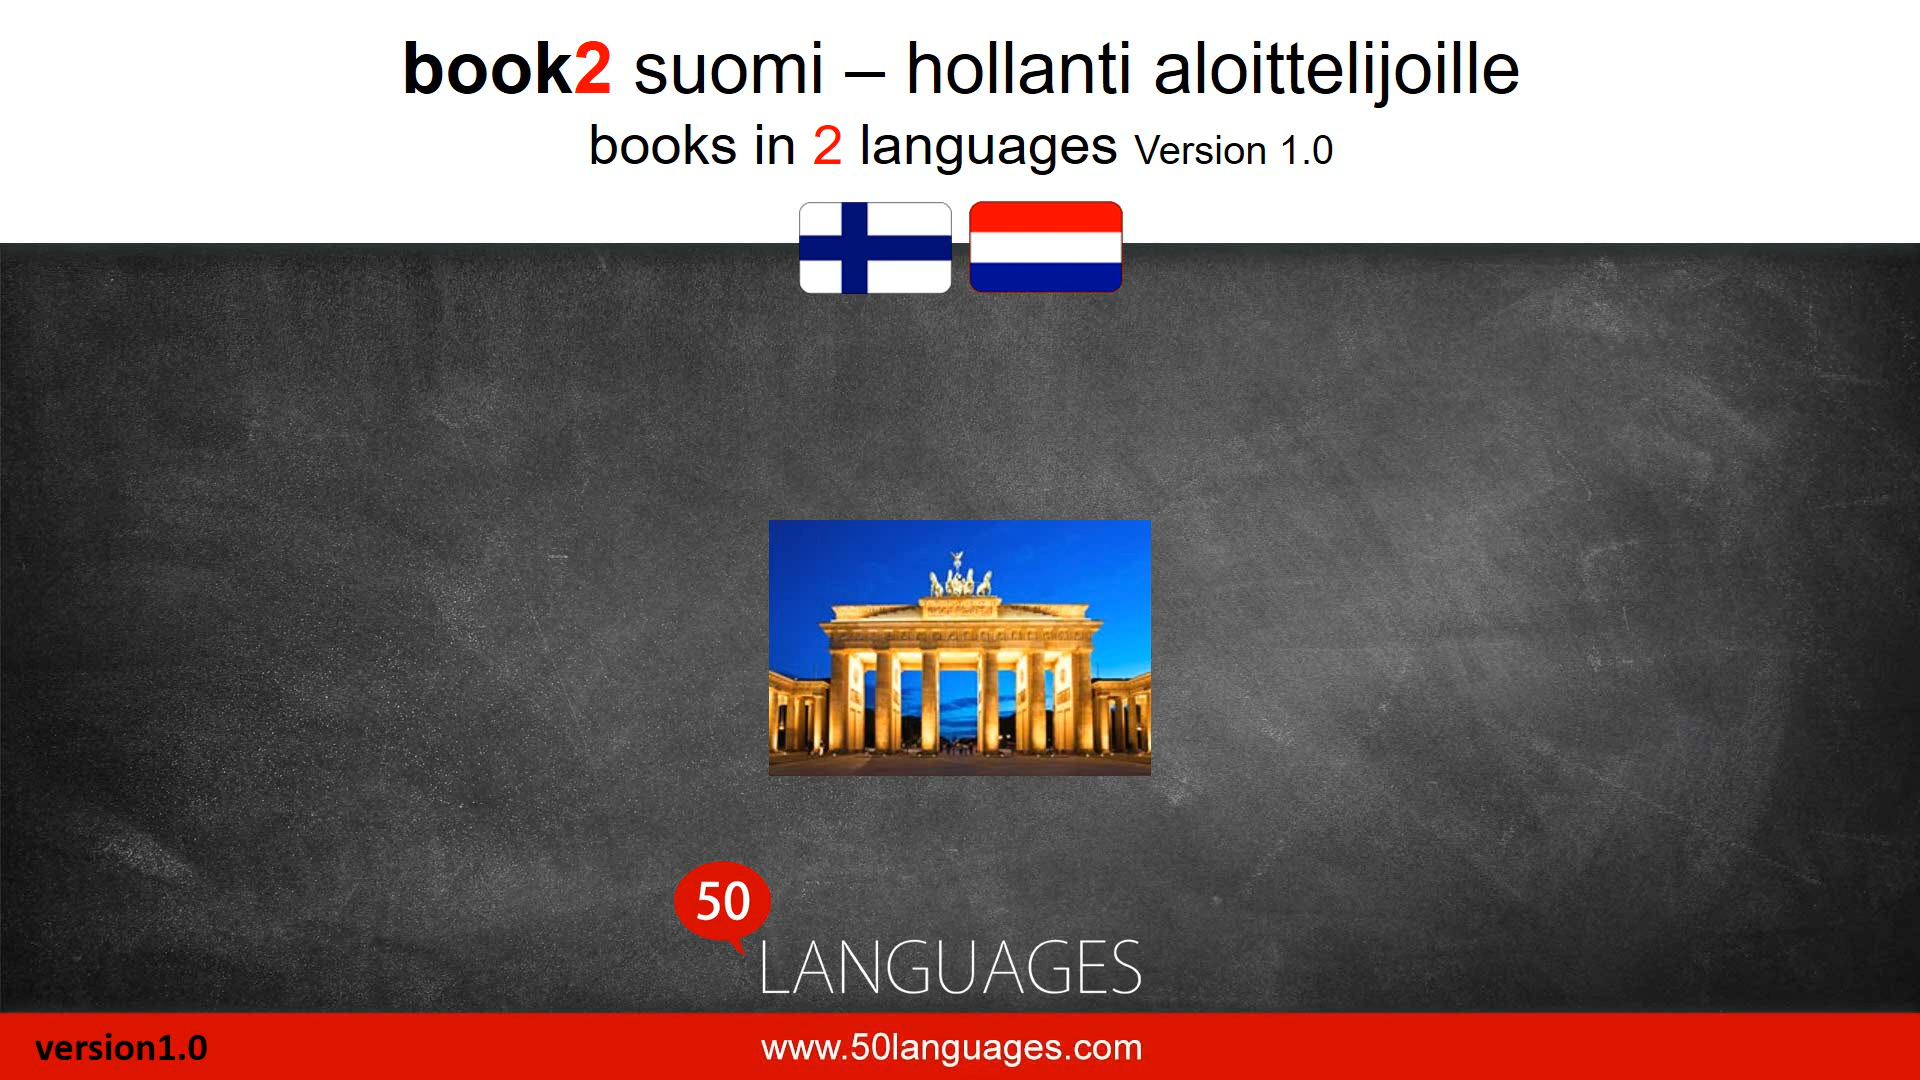 book2 suomi – hollanti aloittelijoille
books in 2 languages Version 1.0
50
LANGUAGES
version1.0
www.50languages.com